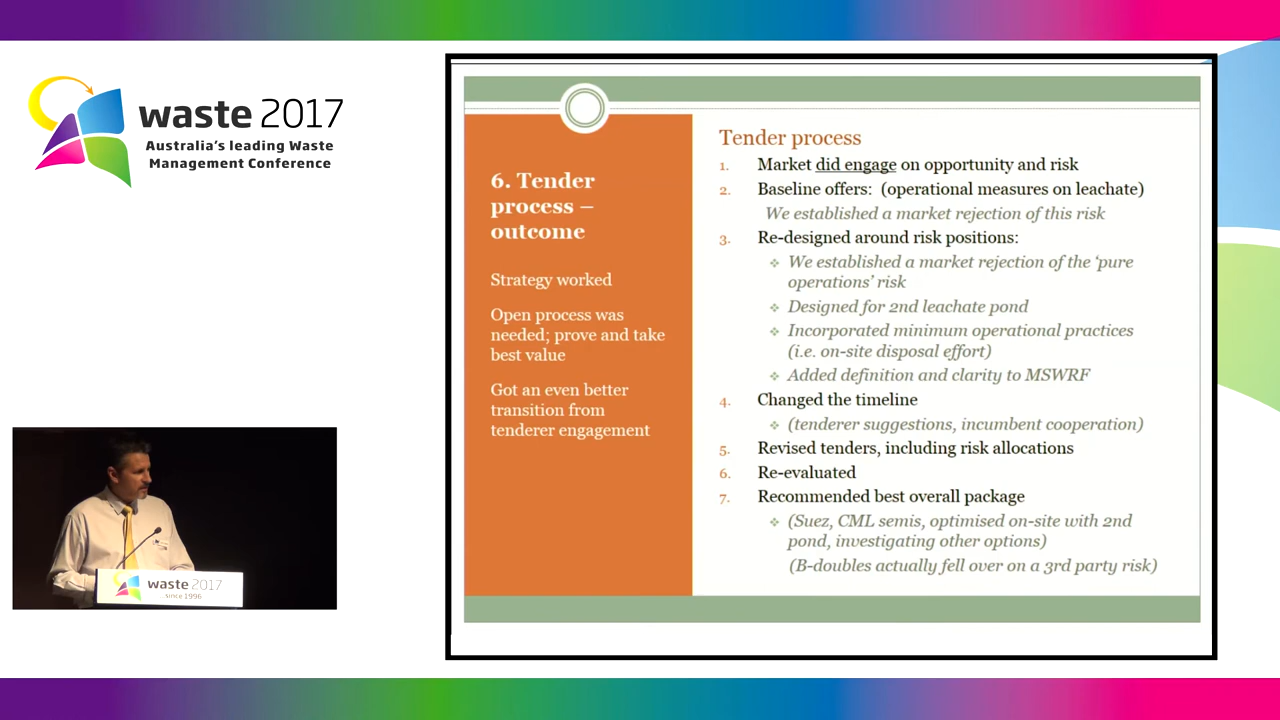 waste 2017
Australia's leading Waste
Management Conference
6. Tender
process –
outcome
Strategy worked
Open process was
needed; prove and take
best value
Got an even better
transition from
tenderer engagement
Tender process
1. Market did engage on opportunity and risk
2. Baseline offers: (operational measures on leachate)
We established a market rejection of this risk
3. Re-designed around risk positions:
We established a market rejection of the ‘pure
operations’ risk
Designed for 2nd leachate pond
Incorporated minimum operational practices
(i.e. on-site disposal effort)
Added definition and clarity to MSWRF
4. Changed the timeline
(tenderer suggestions, incumbent cooperation)
5. Revised tenders, including risk allocations
6. Re-evaluated
7. Recommended best overall package
(Suez, CML semis, optimised on-site with 2nd
pond, investigating other options)
(B-doubles actually fell over on a 3rd party risk)
waste 2017
...since 1996